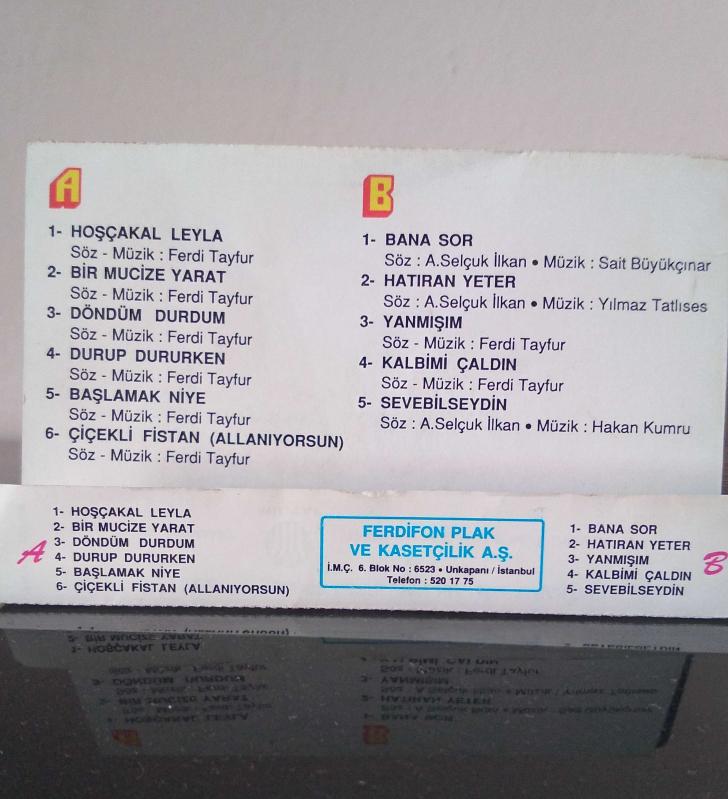 A
1- HOŞÇAKAL LEYLA
Söz - Müzik : Ferdi Tayfur
2- BİR MUCİZE YARAT
Söz - Müzik : Ferdi Tayfur
3- DÖNDÜM DURDUM
Söz - Müzik : Ferdi Tayfur
4- DURUP DURURKEN
Söz - Müzik : Ferdi Tayfur
5- BAŞLAMAK NİYE
Söz - Müzik : Ferdi Tayfur
6- ÇİÇEKLİ FİSTAN (ALLANIYORSUN)
Söz - Müzik : Ferdi Tayfur
B
1- BANA SOR
Söz : A.Selçuk İlkan • Müzik : Sait Büyükçınar
2- HATIRAN YETER
Söz : A.Selçuk İlkan • Müzik : Yılmaz Tatlıses
3- YANMIŞIM
Söz - Müzik : Ferdi Tayfur
4- KALBİMİ ÇALDIN
Söz - Müzik : Ferdi Tayfur
5- SEVEBİLSEYDİN
Söz : A.Selçuk İlkan • Müzik : Hakan Kumru
A
1- HOŞÇAKAL LEYLA
2- BİR MUCİZE YARAT
3- DÖNDÜM DURDUM
4- DURUP DURURKEN
5- BAŞLAMAK NİYE
6- ÇİÇEKLİ FİSTAN (ALLANIYORSUN)
FERDİFON PLAK
VE KASETÇİLİK A.Ş.
İ.M.Ç. 6. Blok No : 6523 • Unkapanı / İstanbul
Telefon : 520 17 75
1- BANA SOR
2- HATIRAN YETER
3- YANMIŞIM
4- KALBİMİ ÇALDIN
5- SEVEBİLSEYDİN
B